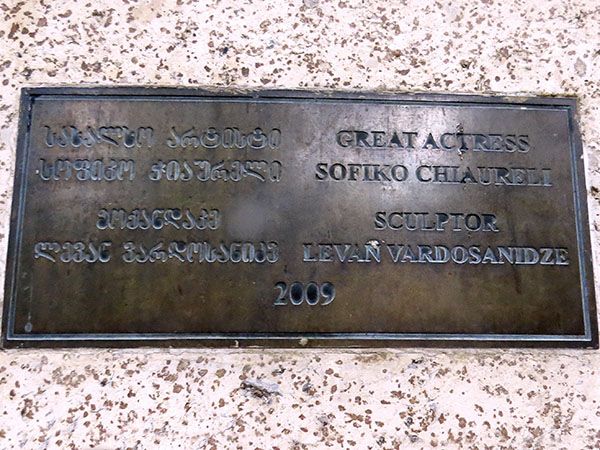 სახალხო არტისტი
სოფიკო ჭიაურელი
მოქანდაკე
ლევან ვარდოსანიძე
GREAT ACTRESS
SOFIKO CHIAURELI
SCULPTOR
LEVAN VARDOSANIDZE
2009